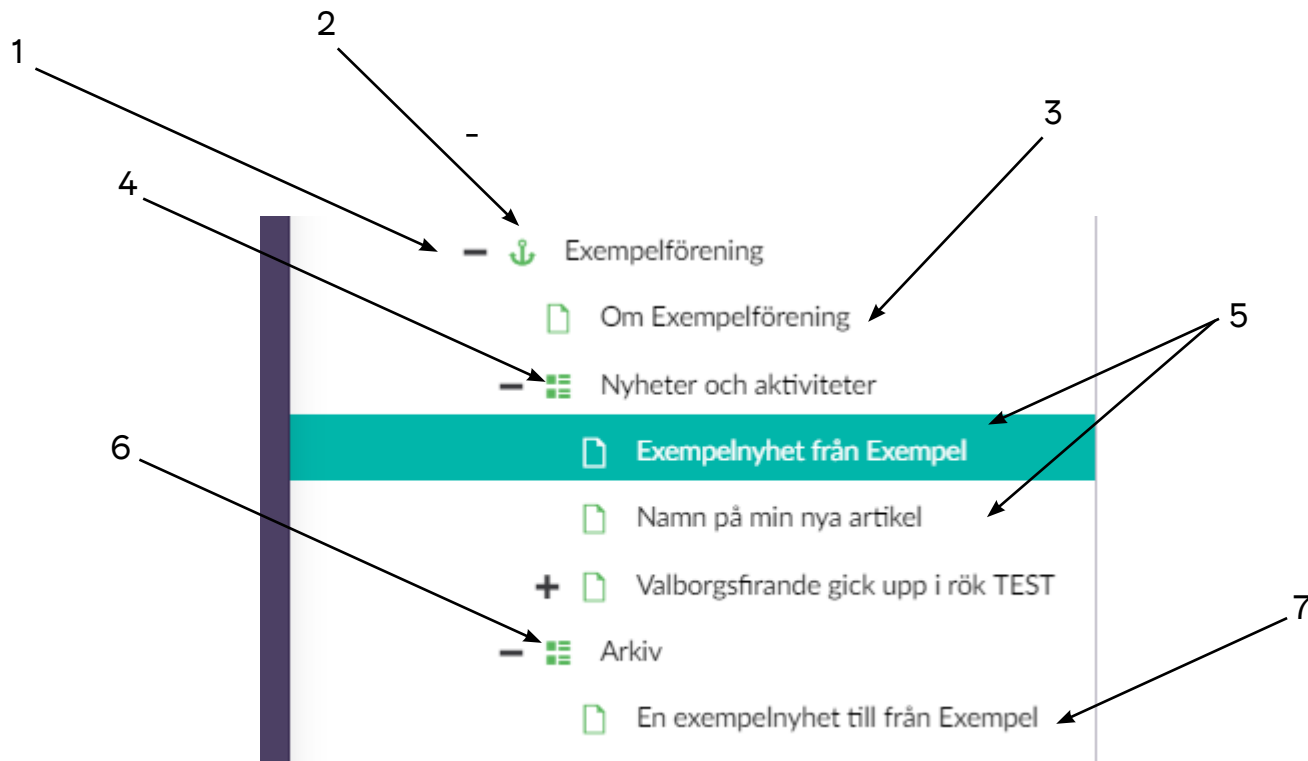 2
1
3
-
4
Exempelförening
Om Exempelförening
5
Nyheter och aktiviteter
6
Exempelnyhet från Exempel
Namn på min nya artikel
Valborgsfirande gick upp i rök TEST
7
Arkiv
En exempelnyhet till från Exempel